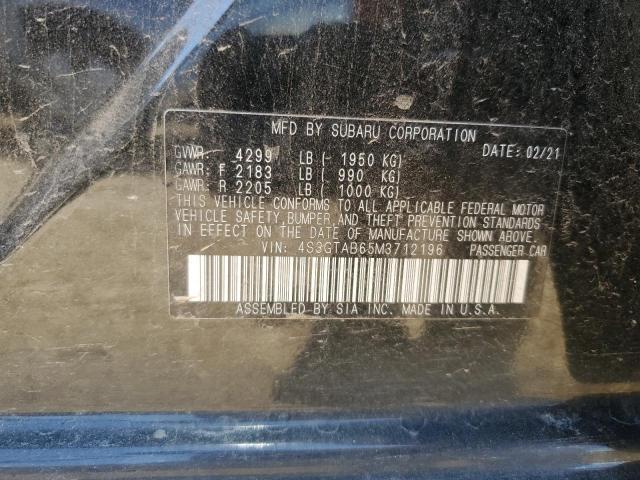 MFD BY SUBARU CORPORATION
GVWR: 4299 LB ( 1950 KG) DATE: 02/21
GAWR: F 2183 LB ( 990 KG)
GAWR: R 2205 LB ( 1000 KG)
THIS VEHICLE CONFORMS TO ALL APPLICABLE FEDERAL MOTOR
VEHICLE SAFETY, BUMPER, AND THEFT PREVENTION STANDARDS
IN EFFECT ON THE DATE OF MANUFACTURE SHOWN ABOVE.
VIN: 4S3GTAB65M3712196 PASSENGER CAR
ASSEMBLED BY SIA INC. MADE IN U.S.A.